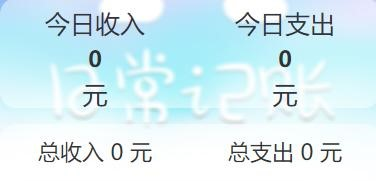 今日收入 今日支出
0 0
元 元
日常记账
总收入 0 元 总支出 0 元